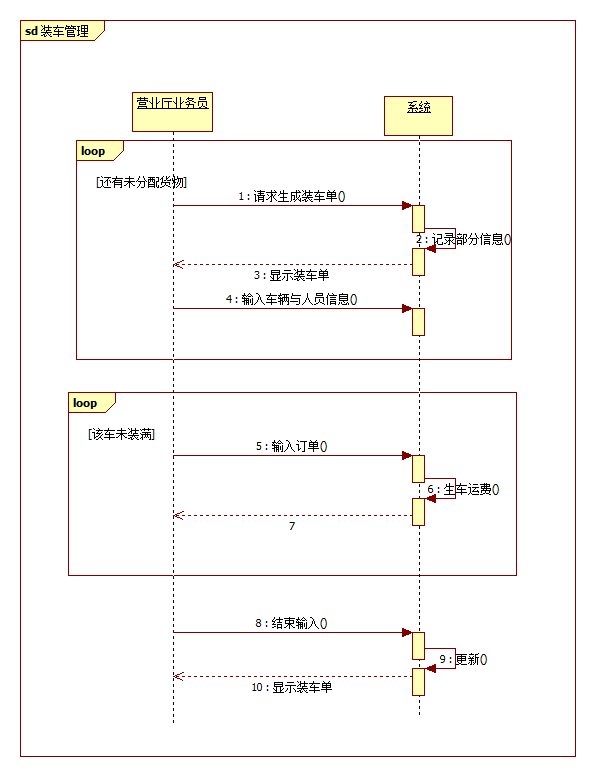 sd 装车管理
营业厅业务员
系统
loop
[还有未分配货物]
1 : 请求生成装车单()
2 : 记录部分信息()
3 : 显示装车单
4 : 输入车辆与人员信息()
loop
[该车未装满]
5 : 输入订单()
6 : 生车运费()
7
8 : 结束输入()
9 : 更新()
10 : 显示装车单